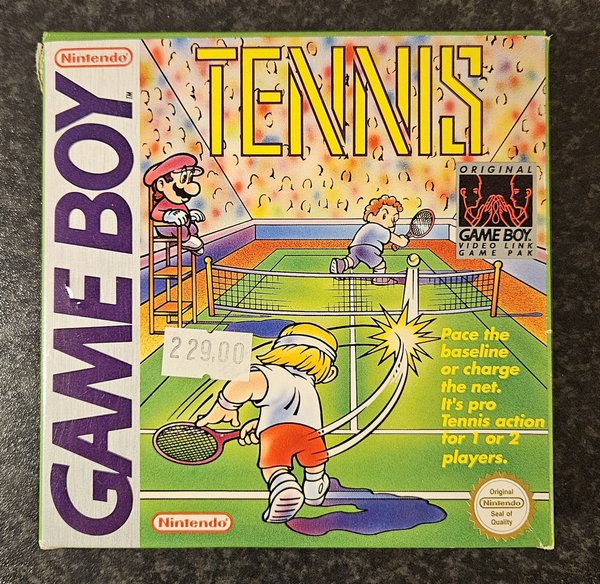 Nintendo
GAME BOY
TM
TENNIS
ORIGINAL
GAME BOY
VIDEO LINK
GAME PAK
229,00
Pace the
baseline
or charge
the net.
It's pro
Tennis action
for 1 or 2
players.
Nintendo
Original
Nintendo
Seal of
Quality